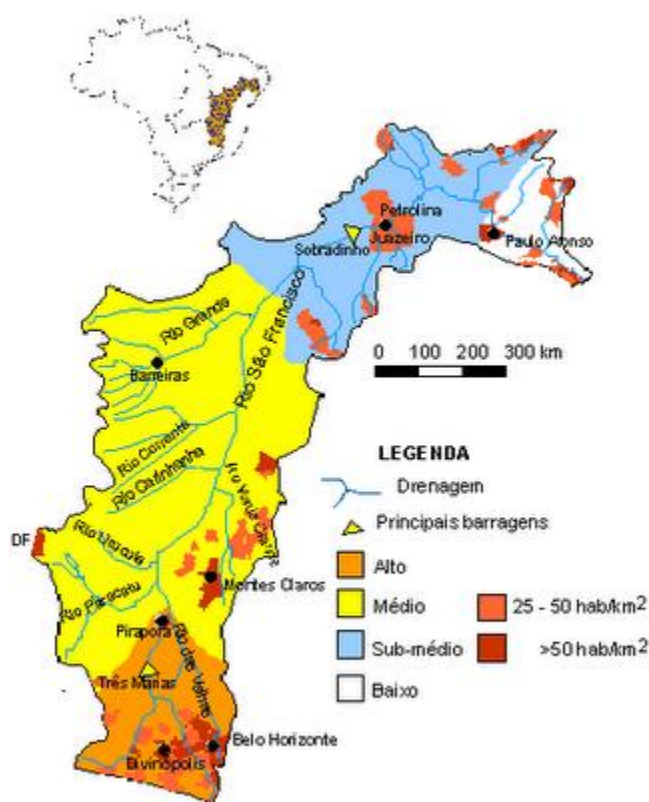 Petrolina
Juazeiro
Sobradinho
Paulo Afonso
Rio Grande
Rio São Francisco
Barreiras
0 100 200 300 km
Rio Corrente
Rio Carinhanha
Rio Verde Grande
LEGENDA
Drenagem
Principais barragens
DF
Rio Urucuia
Alto
Rio Paracatu
Montes Claros
Médio
25 - 50 hab/km2
Pirapora
Rio das Velhas
Sub-médio
>50 hab/km2
Três Marias
Baixo
Belo Horizonte
Divinópolis